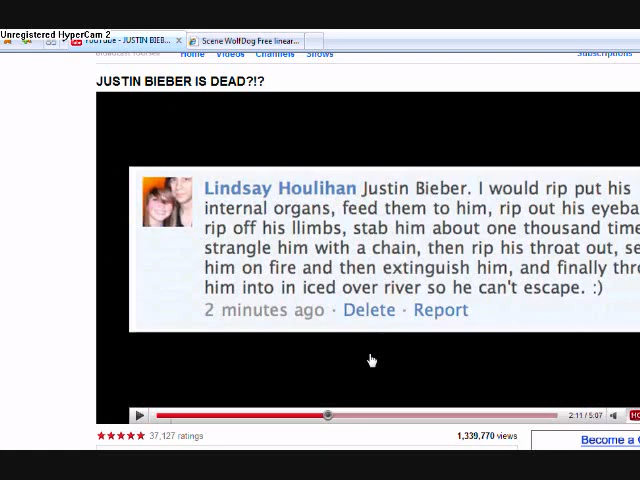 Unregistered HyperCam 2
YouTube - JUSTIN BIEB... Scene WolfDog Free linear...
Home Videos Channels Shows Subscriptions
JUSTIN BIEBER IS DEAD?!?
Lindsay Houlihan Justin Bieber. I would rip put his
internal organs, feed them to him, rip out his eyeba
rip off his llimbs, stab him about one thousand time
strangle him with a chain, then rip his throat out, se
him on fire and then extinguish him, and finally thro
him into in iced over river so he can't escape. :)
2 minutes ago · Delete · Report
2:11 / 5:07
37,127 ratings 1,339,770 views
Become a